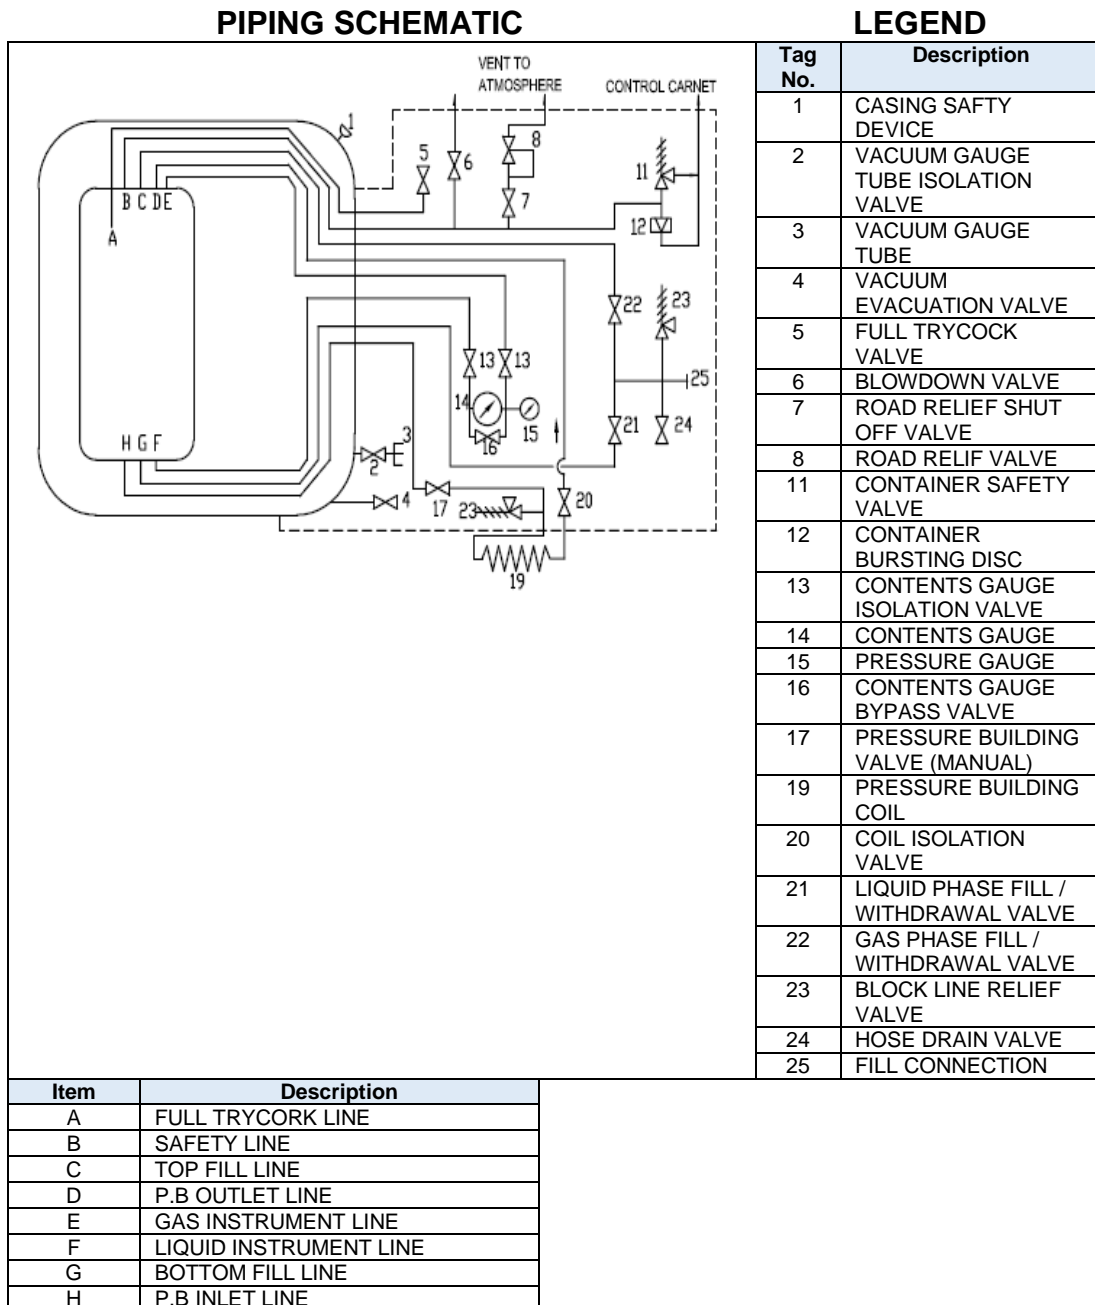 PIPING SCHEMATIC
LEGEND
VENT TO
ATMOSPHERE
CONTROL CARNET
1
5
6
8
7
11
12
B C D E
A
22
23
13
13
14
15
16
25
21
24
H G F
3
2
4
17
23
20
19
Tag No. Description
1 CASING SAFTY
DEVICE
2 VACUUM GAUGE
TUBE ISOLATION
VALVE
3 VACUUM GAUGE
TUBE
4 VACUUM
EVACUATION VALVE
5 FULL TRYCOCK
VALVE
6 BLOWDOWN VALVE
7 ROAD RELIEF SHUT
OFF VALVE
8 ROAD RELIF VALVE
11 CONTAINER SAFETY
VALVE
12 CONTAINER
BURSTING DISC
13 CONTENTS GAUGE
ISOLATION VALVE
14 CONTENTS GAUGE
15 PRESSURE GAUGE
16 CONTENTS GAUGE
BYPASS VALVE
17 PRESSURE BUILDING
VALVE (MANUAL)
19 PRESSURE BUILDING
COIL
20 COIL ISOLATION
VALVE
21 LIQUID PHASE FILL /
WITHDRAWAL VALVE
22 GAS PHASE FILL /
WITHDRAWAL VALVE
23 BLOCK LINE RELIEF
VALVE
24 HOSE DRAIN VALVE
25 FILL CONNECTION
Item Description
A FULL TRYCORK LINE
B SAFETY LINE
C TOP FILL LINE
D P.B OUTLET LINE
E GAS INSTRUMENT LINE
F LIQUID INSTRUMENT LINE
G BOTTOM FILL LINE
H P.B INLET LINE